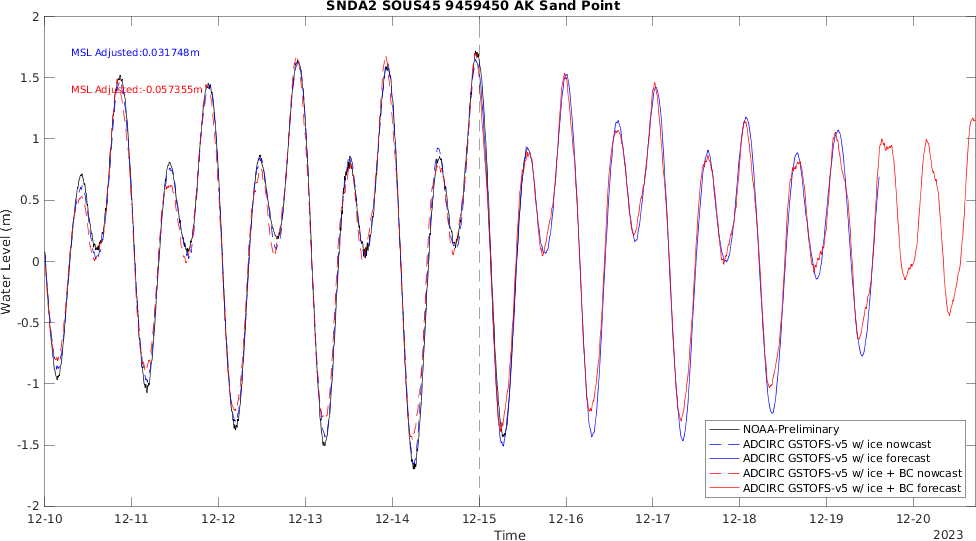 SNDA2 SOUS45 9459450 AK Sand Point
MSL Adjusted:0.031748m
MSL Adjusted:-0.057355m
Water Level (m)
2
1.5
1
0.5
0
-0.5
-1
-1.5
-2
NOAA-Preliminary
ADCIRC GSTOFS-v5 w/ ice nowcast
ADCIRC GSTOFS-v5 w/ ice forecast
ADCIRC GSTOFS-v5 w/ ice + BC nowcast
ADCIRC GSTOFS-v5 w/ ice + BC forecast
12-10 12-11 12-12 12-13 12-14 12-15 12-16 12-17 12-18 12-19 12-20
Time
2023